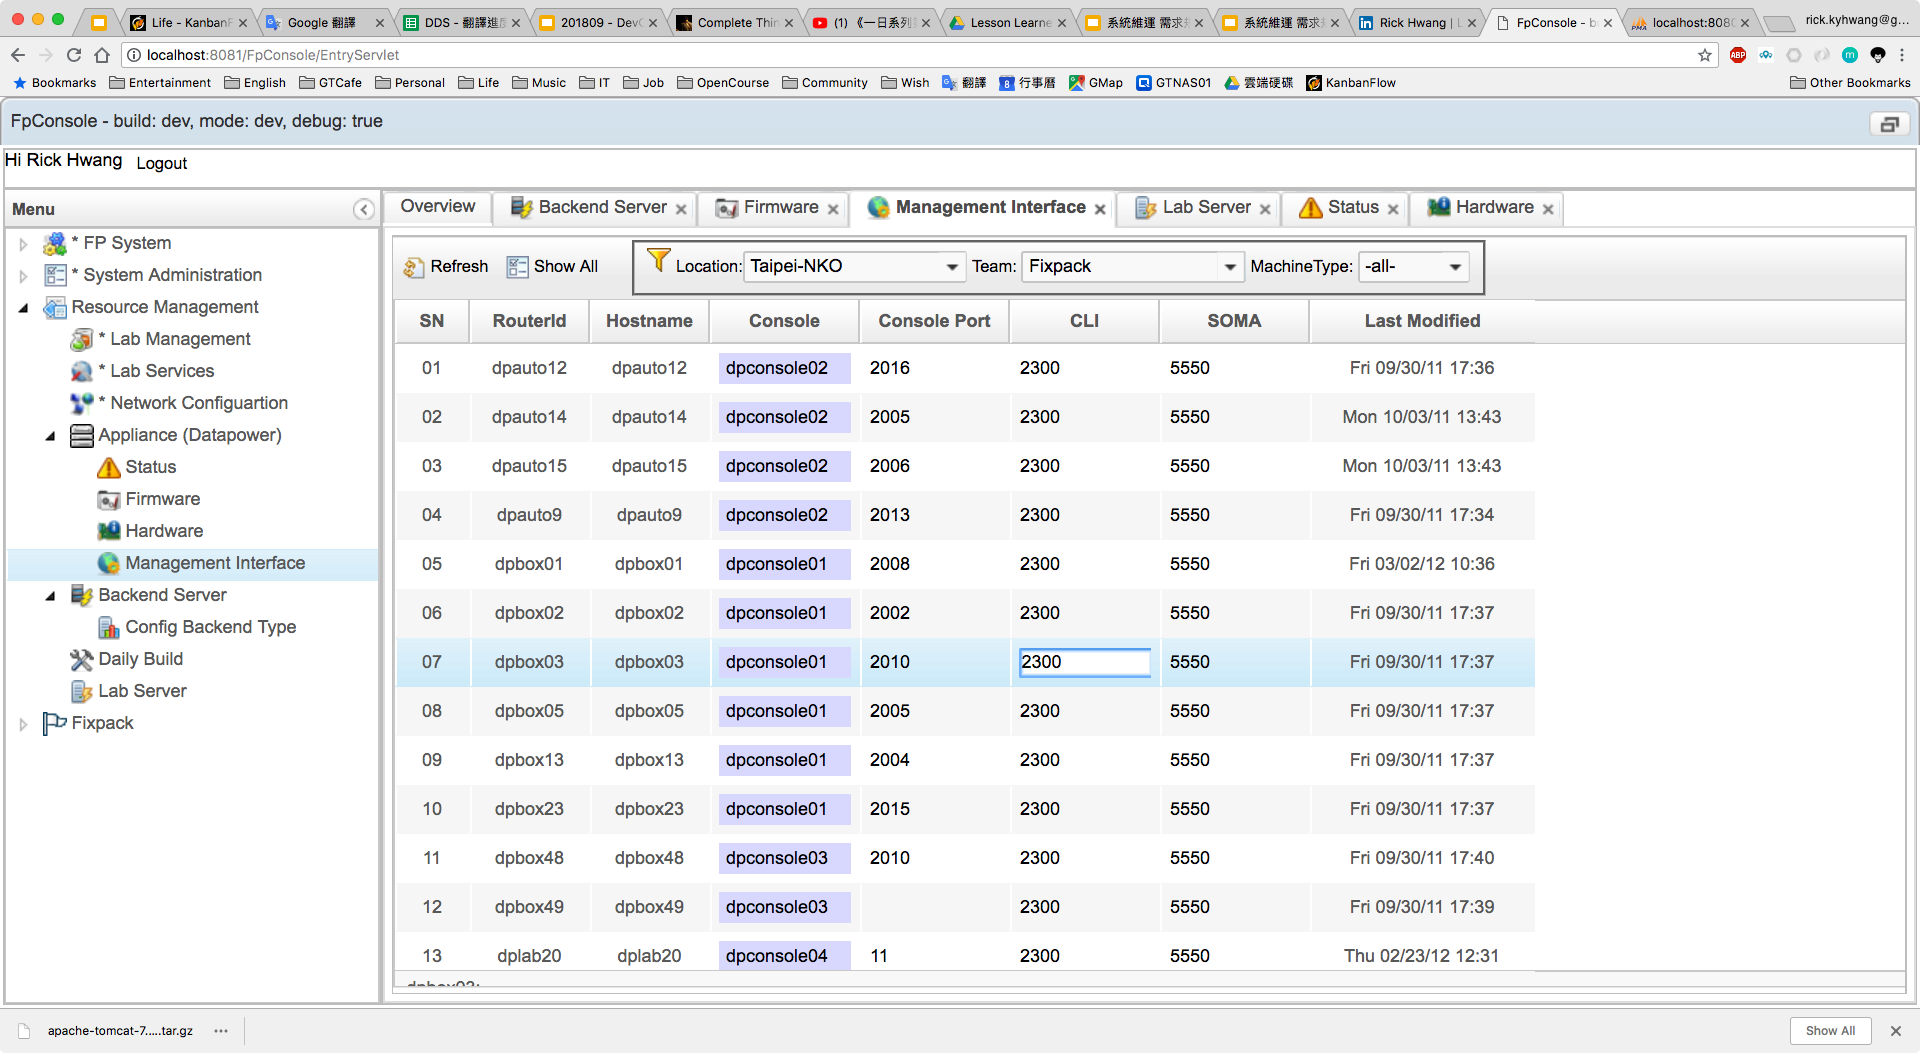 Life - KanbanF
Google 翻譯
DDS - 翻譯進度
201809 - DevO
Complete Thin
(1) 《一日系列
Lesson Learne
系統維運 需求
系統維運 需求
Rick Hwang | L
FpConsole - b
localhost:808
rick.kyhwang@g...
localhost:8081/FpConsole/EntryServlet
Bookmarks Entertainment English GTCafe Personal Life Music IT Job OpenCourse Community Wish 翻譯 行事曆 GMap GTNAS01 雲端硬碟 KanbanFlow Other Bookmarks
FpConsole - build: dev, mode: dev, debug: true
Hi Rick Hwang Logout
Menu
* FP System
* System Administration
Resource Management
* Lab Management
* Lab Services
* Network Configuartion
Appliance (Datapower)
Status
Firmware
Hardware
Management Interface
Backend Server
Config Backend Type
Daily Build
Lab Server
Fixpack
Overview Backend Server Firmware Management Interface Lab Server Status Hardware
Refresh Show All Location: Taipei-NKO Team: Fixpack MachineType: -all-
SN RouterId Hostname Console Console Port CLI SOMA Last Modified
01 dpauto12 dpauto12 dpconsole02 2016 2300 5550 Fri 09/30/11 17:36
02 dpauto14 dpauto14 dpconsole02 2005 2300 5550 Mon 10/03/11 13:43
03 dpauto15 dpauto15 dpconsole02 2006 2300 5550 Mon 10/03/11 13:43
04 dpauto9 dpauto9 dpconsole02 2013 2300 5550 Fri 09/30/11 17:34
05 dpbox01 dpbox01 dpconsole01 2008 2300 5550 Fri 03/02/12 10:36
06 dpbox02 dpbox02 dpconsole01 2002 2300 5550 Fri 09/30/11 17:37
07 dpbox03 dpbox03 dpconsole01 2010 2300 5550 Fri 09/30/11 17:37
08 dpbox05 dpbox05 dpconsole01 2005 2300 5550 Fri 09/30/11 17:37
09 dpbox13 dpbox13 dpconsole01 2004 2300 5550 Fri 09/30/11 17:37
10 dpbox23 dpbox23 dpconsole01 2015 2300 5550 Fri 09/30/11 17:37
11 dpbox48 dpbox48 dpconsole03 2010 2300 5550 Fri 09/30/11 17:40
12 dpbox49 dpbox49 dpconsole03 2300 5550 Fri 09/30/11 17:39
13 dplab20 dplab20 dpconsole04 11 2300 5550 Thu 02/23/12 12:31
apache-tomcat-7.....tar.gz
Show All